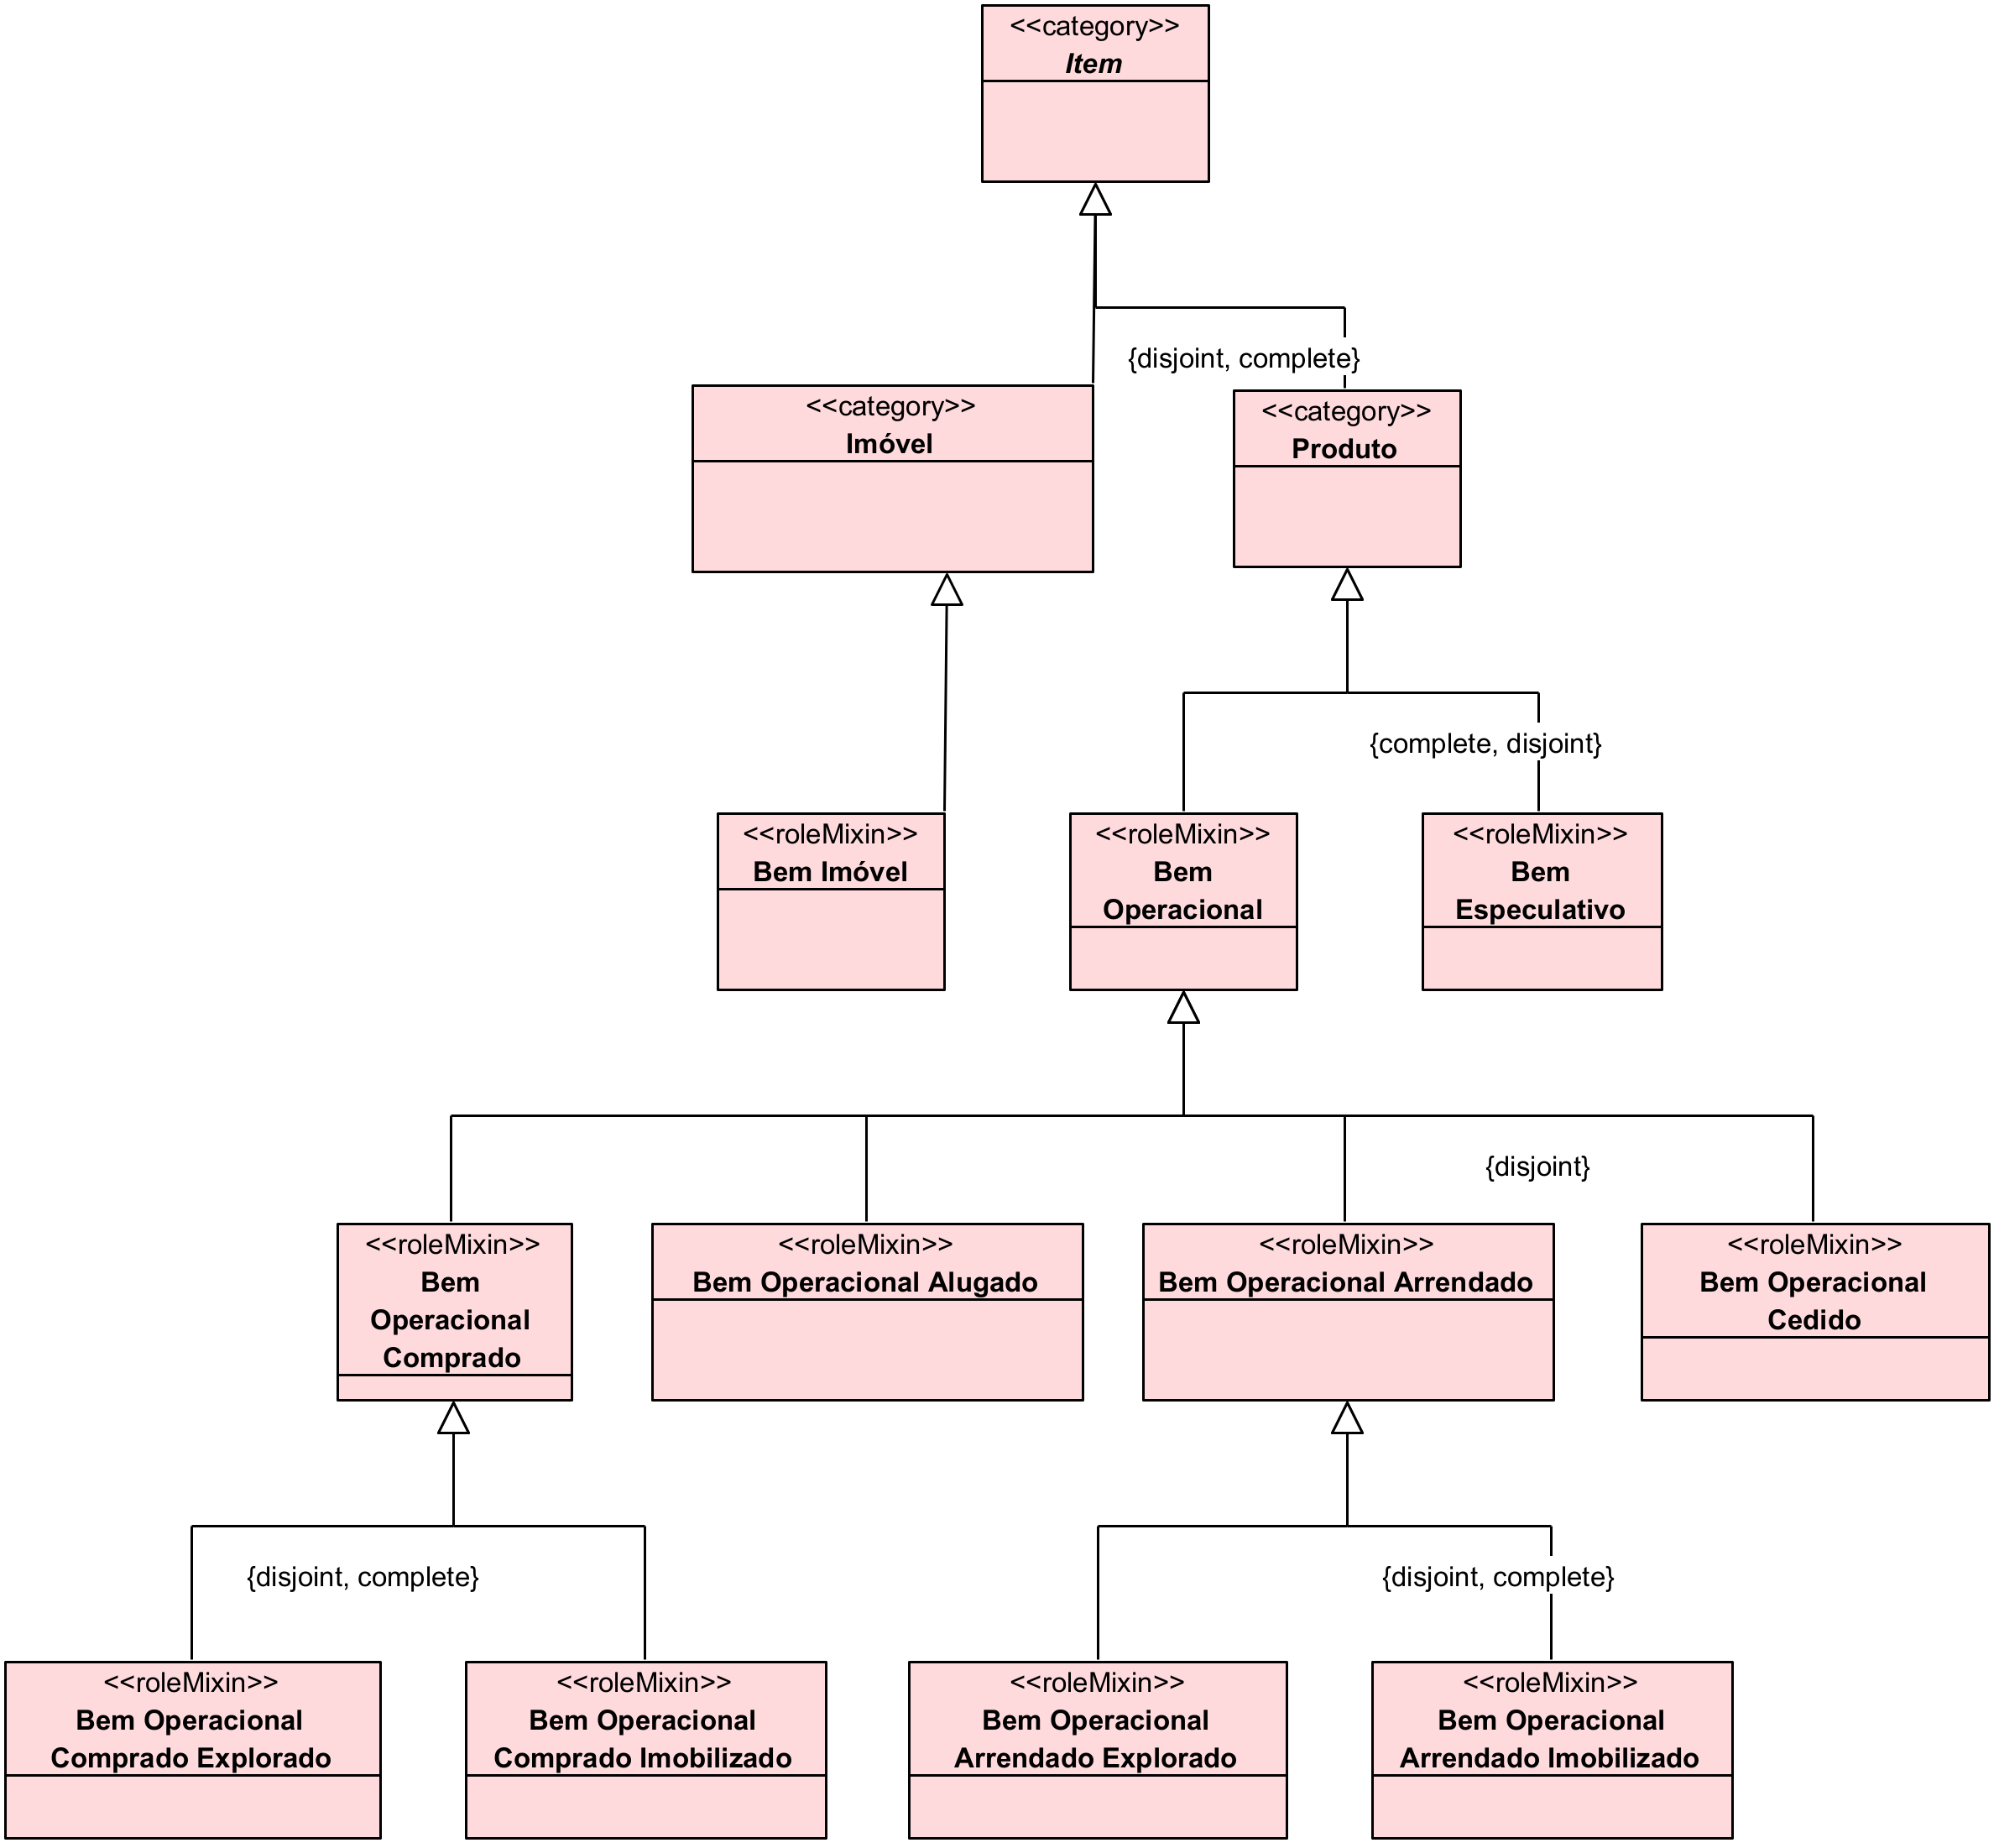 <<category>>
Item
{disjoint, complete}
<<category>>
Imóvel
<<category>>
Produto
{complete, disjoint}
<<roleMixin>>
Bem Imóvel
<<roleMixin>>
Bem
Operacional
<<roleMixin>>
Bem
Especulativo
{disjoint}
<<roleMixin>>
Bem
Operacional
Comprado
<<roleMixin>>
Bem Operacional Alugado
<<roleMixin>>
Bem Operacional Arrendado
<<roleMixin>>
Bem Operacional
Cedido
{disjoint, complete}
{disjoint, complete}
<<roleMixin>>
Bem Operacional
Comprado Explorado
<<roleMixin>>
Bem Operacional
Comprado Imobilizado
<<roleMixin>>
Bem Operacional
Arrendado Explorado
<<roleMixin>>
Bem Operacional
Arrendado Imobilizado